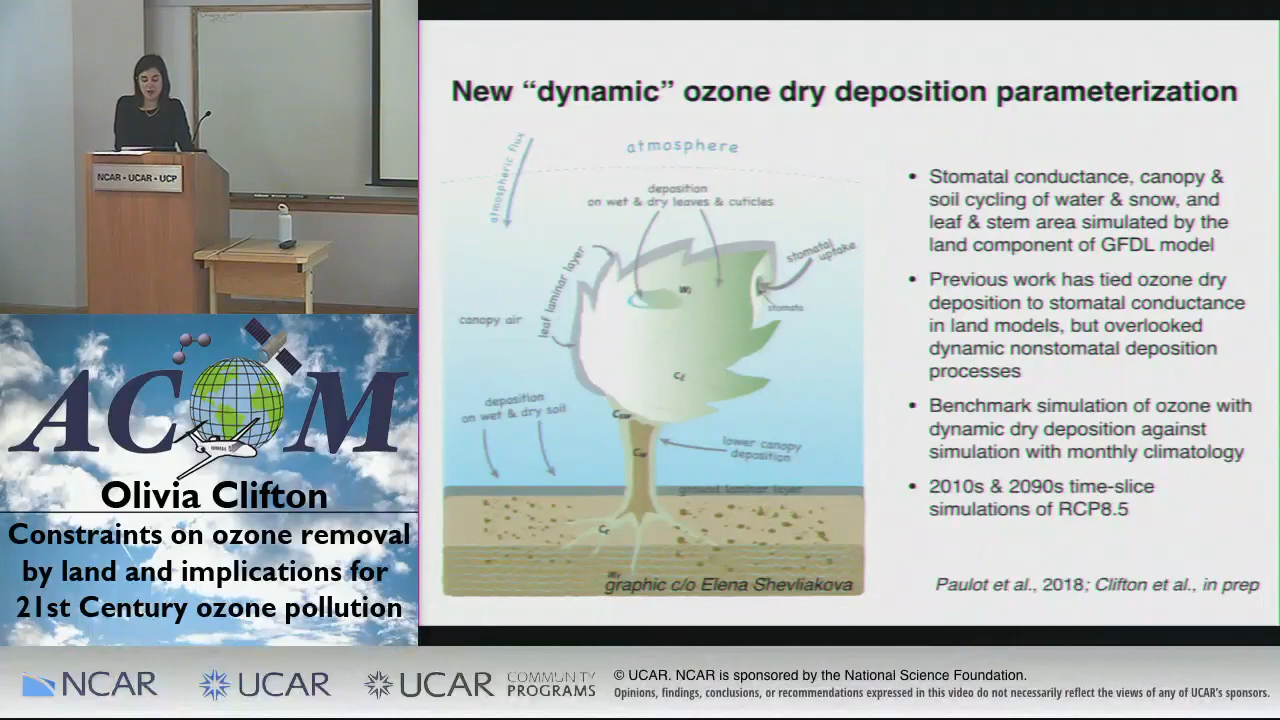 NCAR • UCAR • UCP
ACOM
Olivia Clifton
Constraints on ozone removal
by land and implications for
21st Century ozone pollution
New “dynamic” ozone dry deposition parameterization
atmospheric flux
atmosphere
deposition
on wet & dry leaves & cuticles
stomatal
uptake
stomata
leaf laminar layer
canopy air
deposition
on wet & dry soil
lower canopy
deposition
ground laminar layer
graphic c/o Elena Shevliakova
• Stomatal conductance, canopy &
soil cycling of water & snow, and
leaf & stem area simulated by the
land component of GFDL model
• Previous work has tied ozone dry
deposition to stomatal conductance
in land models, but overlooked
dynamic nonstomatal deposition
processes
• Benchmark simulation of ozone with
dynamic dry deposition against
simulation with monthly climatology
• 2010s & 2090s time-slice
simulations of RCP8.5
Paulot et al., 2018; Clifton et al., in prep
NCAR
UCAR
UCAR
COMMUNITY
PROGRAMS
© UCAR. NCAR is sponsored by the National Science Foundation.
Opinions, findings, conclusions, or recommendations expressed in this video do not necessarily reflect the views of any of UCAR's sponsors.